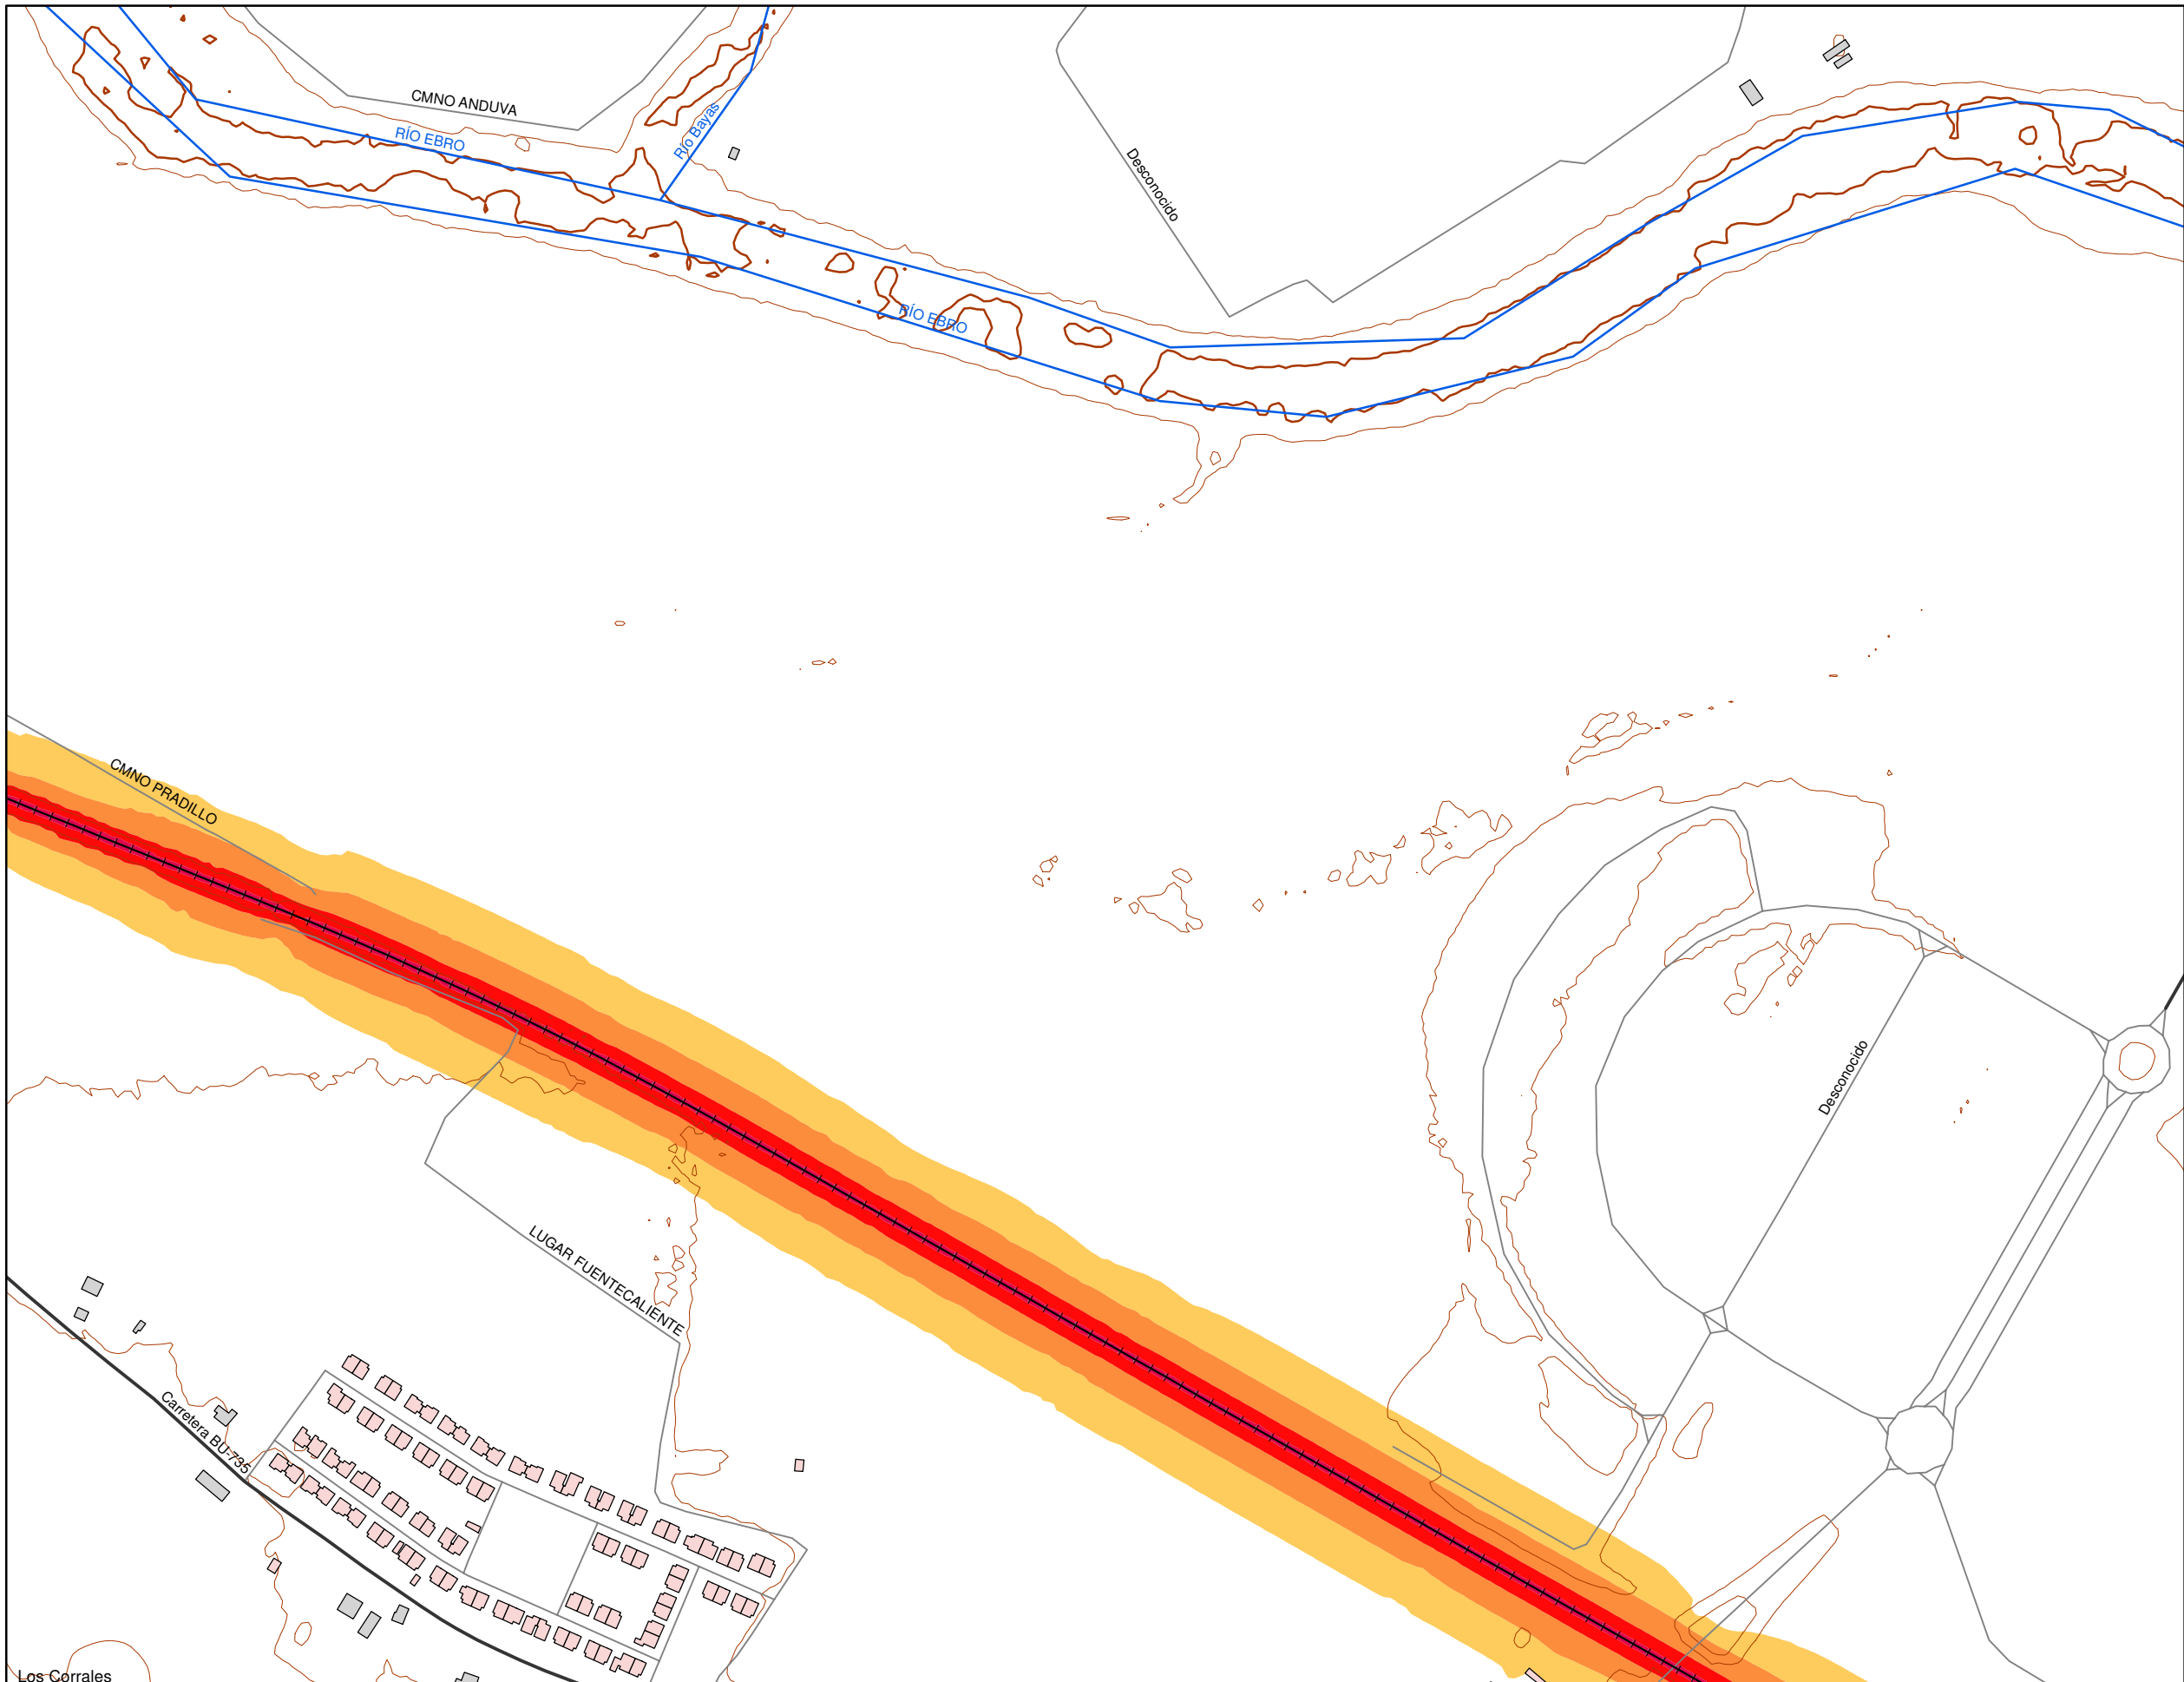 CMNO ANDUVA
RÍO EBRO
Río Bayas
Desconocido
RÍO EBRO
CMNO PRADILLO
Desconocido
LUGAR FUENTECALIENTE
Carretera BU-735
Los Corrales